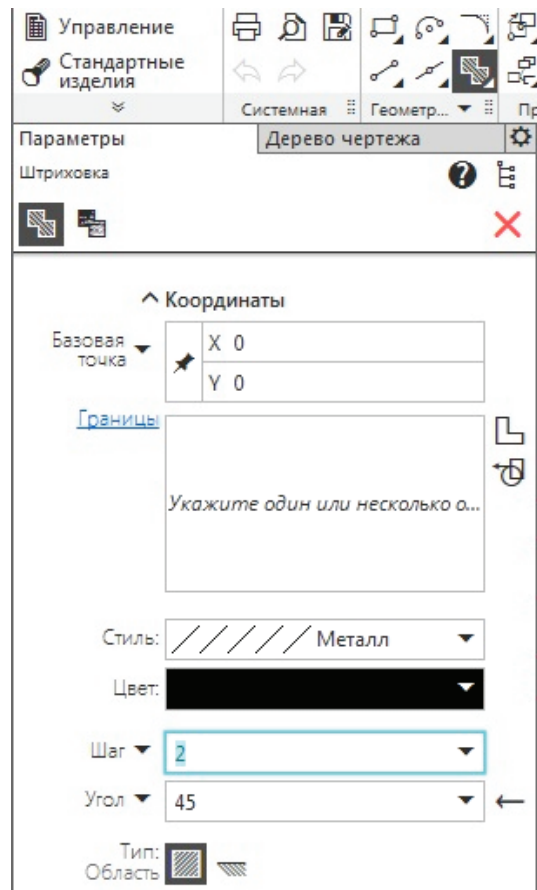 Управление
Стандартные
изделия
Системная
Геометр...
Пр
Параметры
Дерево чертежа
Штриховка
Координаты
Базовая
точка
X 0
Y 0
Границы
Укажите один или несколько о...
Стиль:
Металл
Цвет:
Шаг
2
Угол
45
Тип:
Область